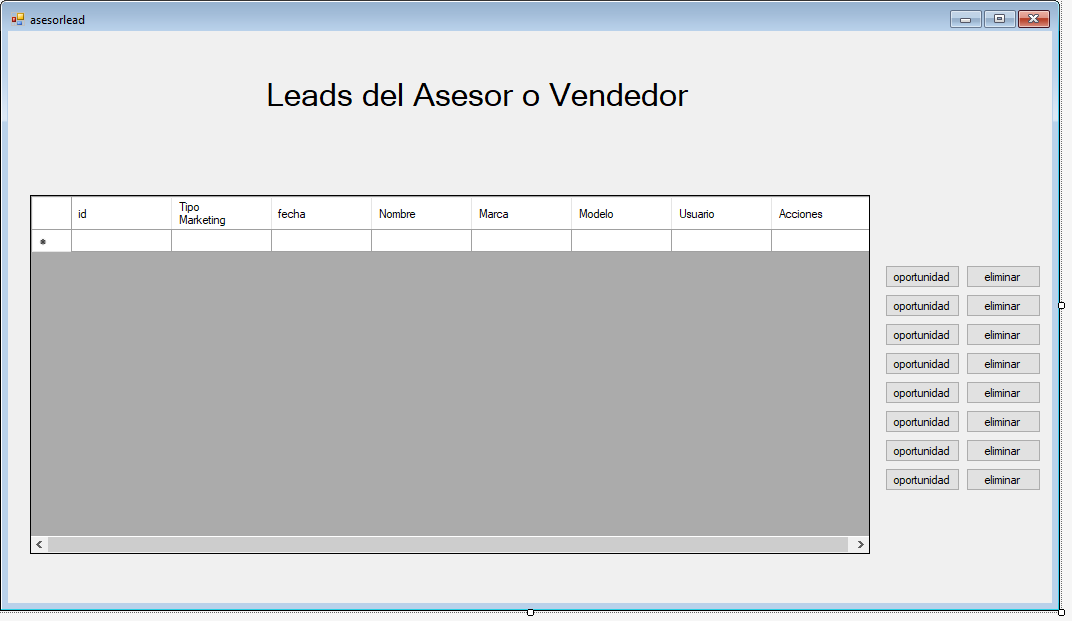 asesorlead
Leads del Asesor o Vendedor
id
Tipo
Marketing
fecha
Nombre
Marca
Modelo
Usuario
Acciones
oportunidad eliminar
oportunidad eliminar
oportunidad eliminar
oportunidad eliminar
oportunidad eliminar
oportunidad eliminar
oportunidad eliminar
oportunidad eliminar